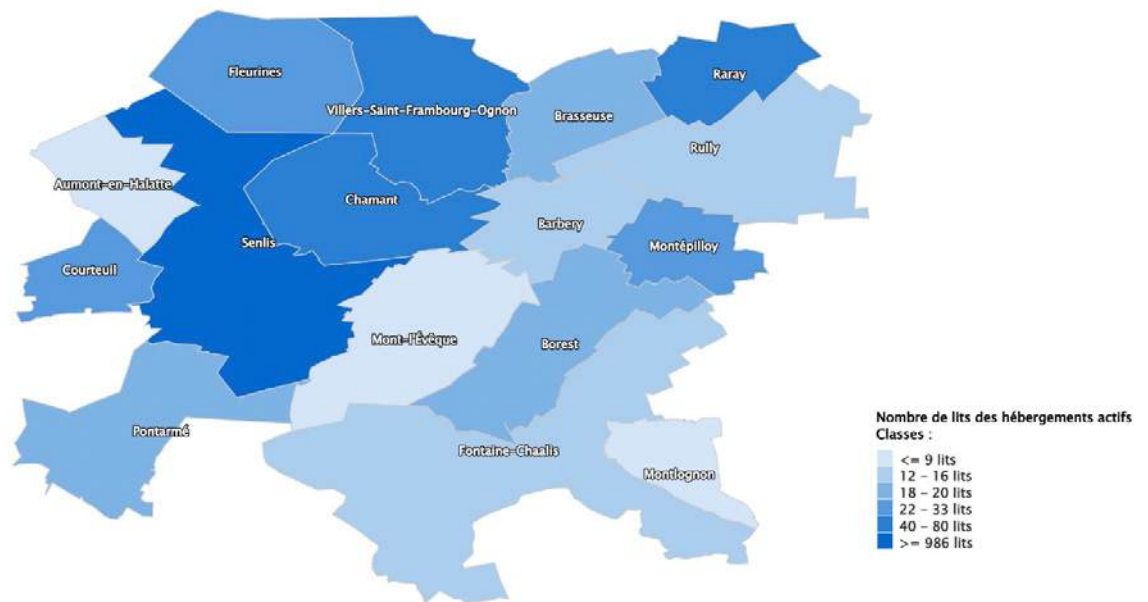 Fleurines
Raray
Villers-Saint-Frambourg-Ognon
Brasseuse
Rully
Aumont-en-Halatte
Chamant
Barbery
Senlis
Montépilloy
Courteuil
Mont-l'Évêque
Borest
Pontarmé
Fontaine-Chaalis
Montlognon
Nombre de lits des hébergements actifs
Classes :
<= 9 lits
12 - 16 lits
18 - 20 lits
22 - 33 lits
40 - 80 lits
>= 986 lits